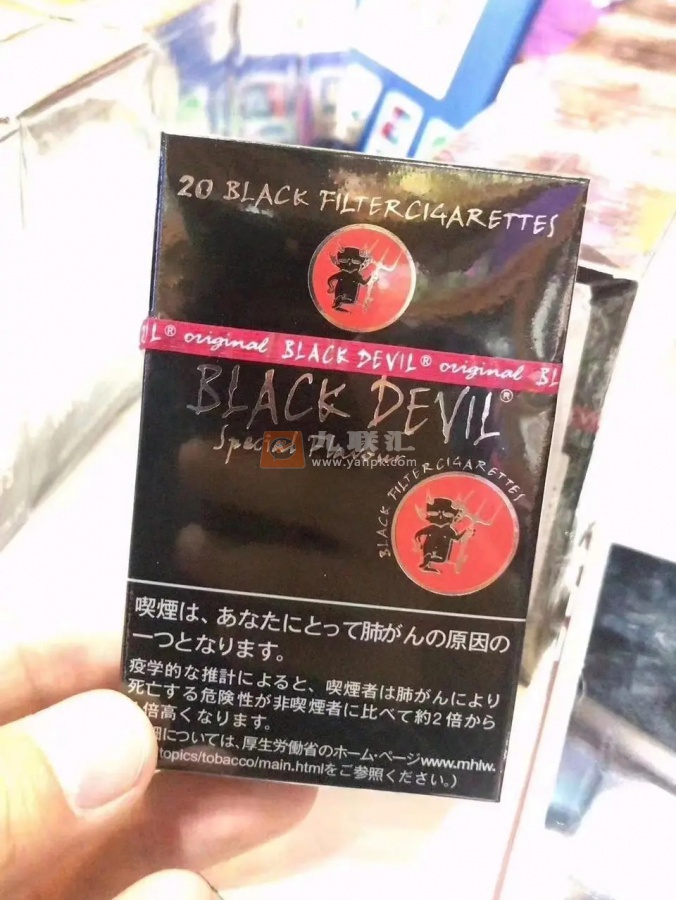 20 BLACK FILTERCIGARETTES
L® original BLACK DEVIL® original BL
BLACK DEVIL®
Special Flavour
九联汇
www.yanpk.com
BLACK FILTERCIGARETTES
喫煙は、あなたにとって肺がんの原因の
一つとなります。
疫学的な推計によると、喫煙者は肺がんにより
死亡する危険性が非喫煙者に比べて約2倍から
倍高くなります。
については、厚生労働省のホーム・ページwww.mhlw.
topics/tobacco/main.htmlをご参照ください。)